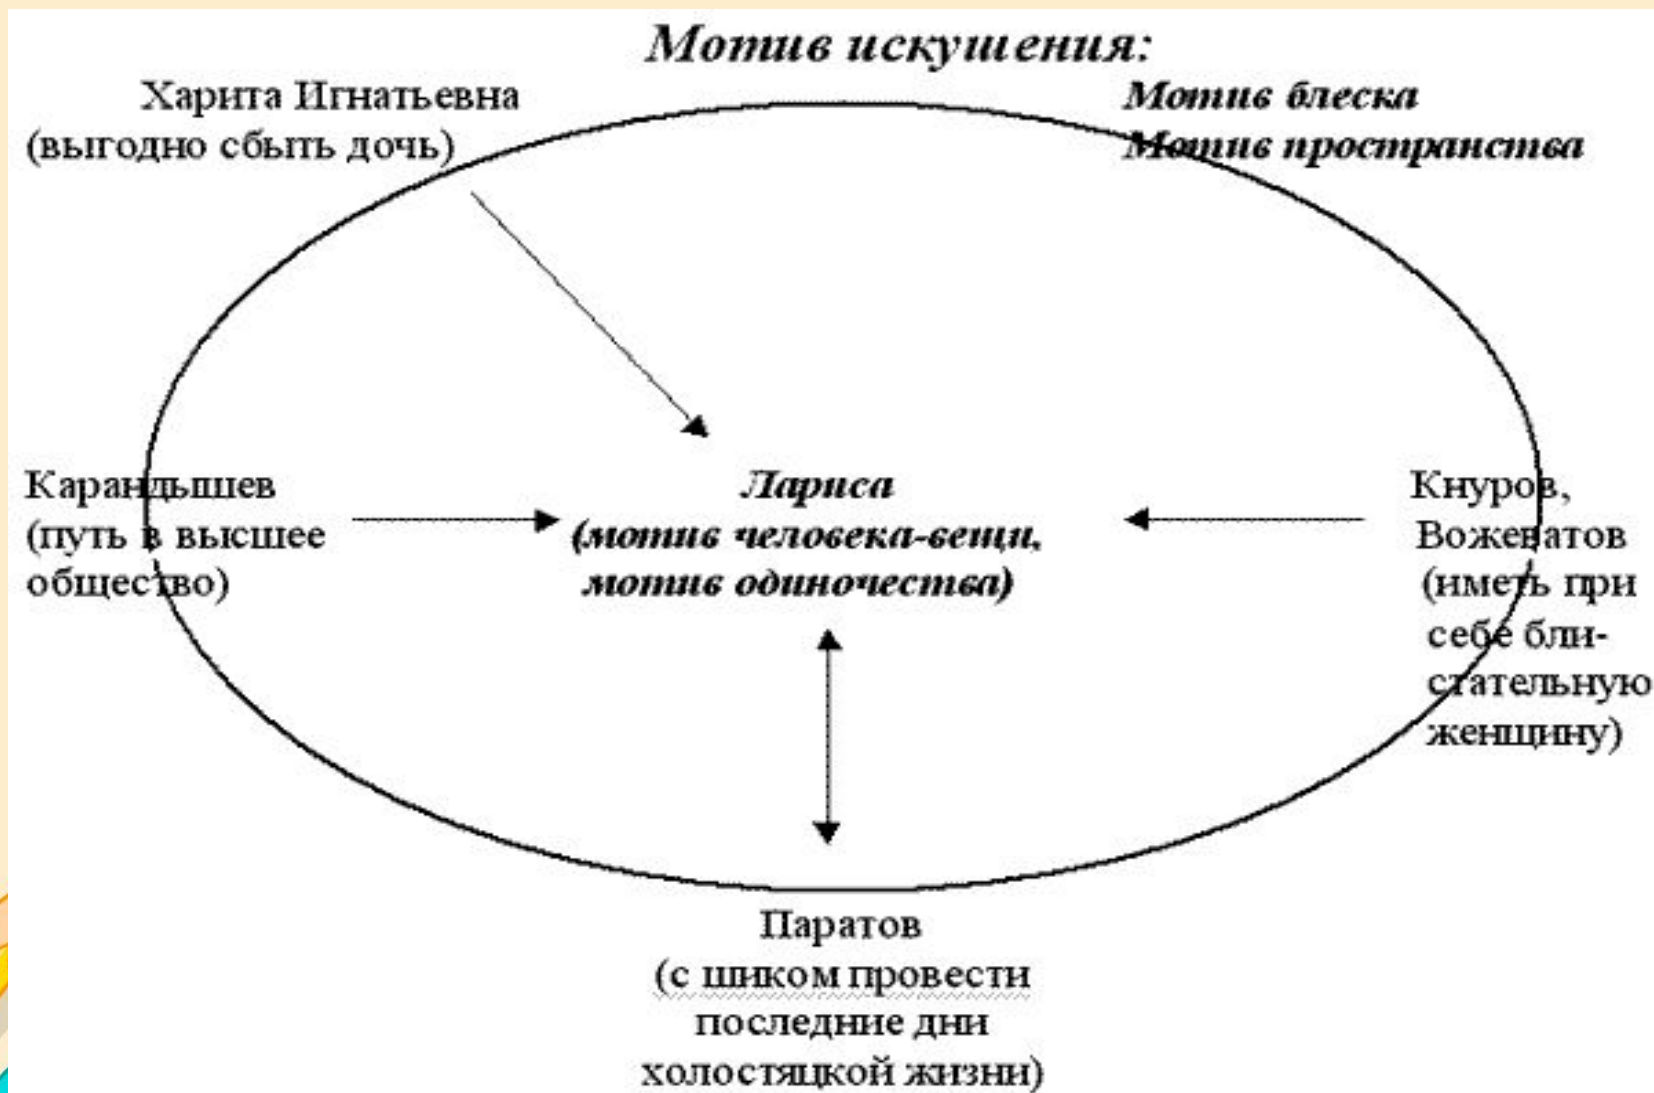 Мотив искушения:
Харита Игнатьевна
(выгодно сбыть дочь)
Мотив блеска
Мотив пространства
Карандышев
(путь в высшее
общество)
Лариса
(мотив человека-вещи,
мотив одиночества)
Кнуров,
Вожеватов
(иметь при
себе бли-
стательную
женщину)
Паратов
(с шиком провести
последние дни
холостяцкой жизни)